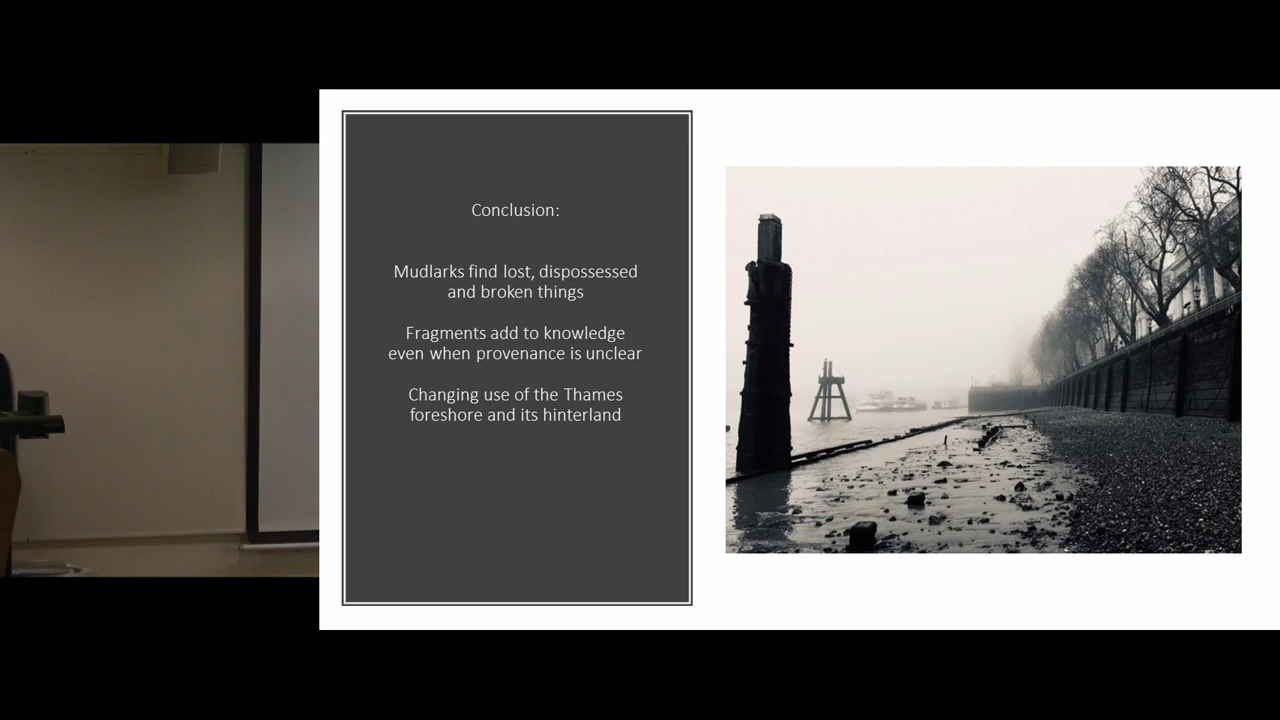 Conclusion:
Mudlarks find lost, dispossessed
and broken things
Fragments add to knowledge
even when provenance is unclear
Changing use of the Thames
foreshore and its hinterland